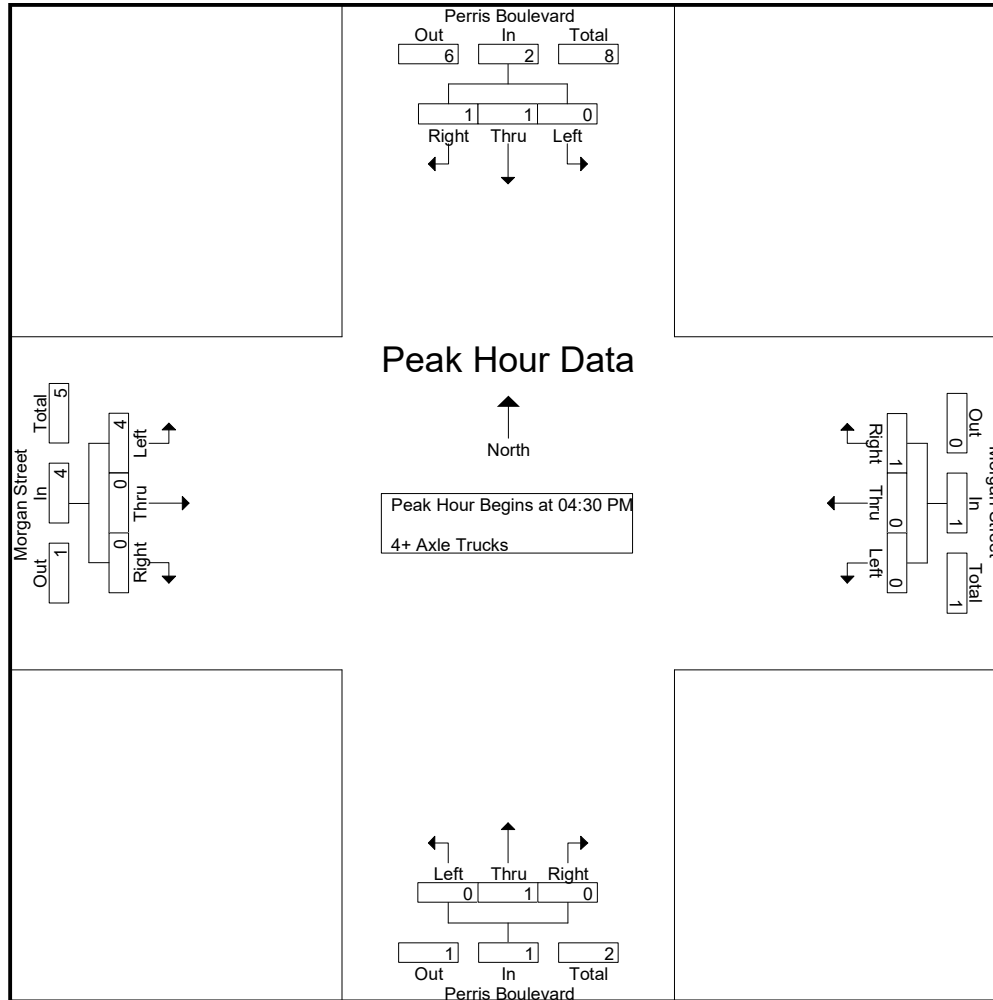 Perris Boulevard
Out In Total
6 2 8
1 1 0
Right Thru Left
Peak Hour Data
North
Peak Hour Begins at 04:30 PM
4+ Axle Trucks
Morgan Street
Total In Out
5 4 1
4 0 0
Left Thru Right
Right Thru Left
1 0 0
Out In Total
0 1 1
Left Thru Right
0 1 0
1 1 2
Out In Total
Perris Boulevard